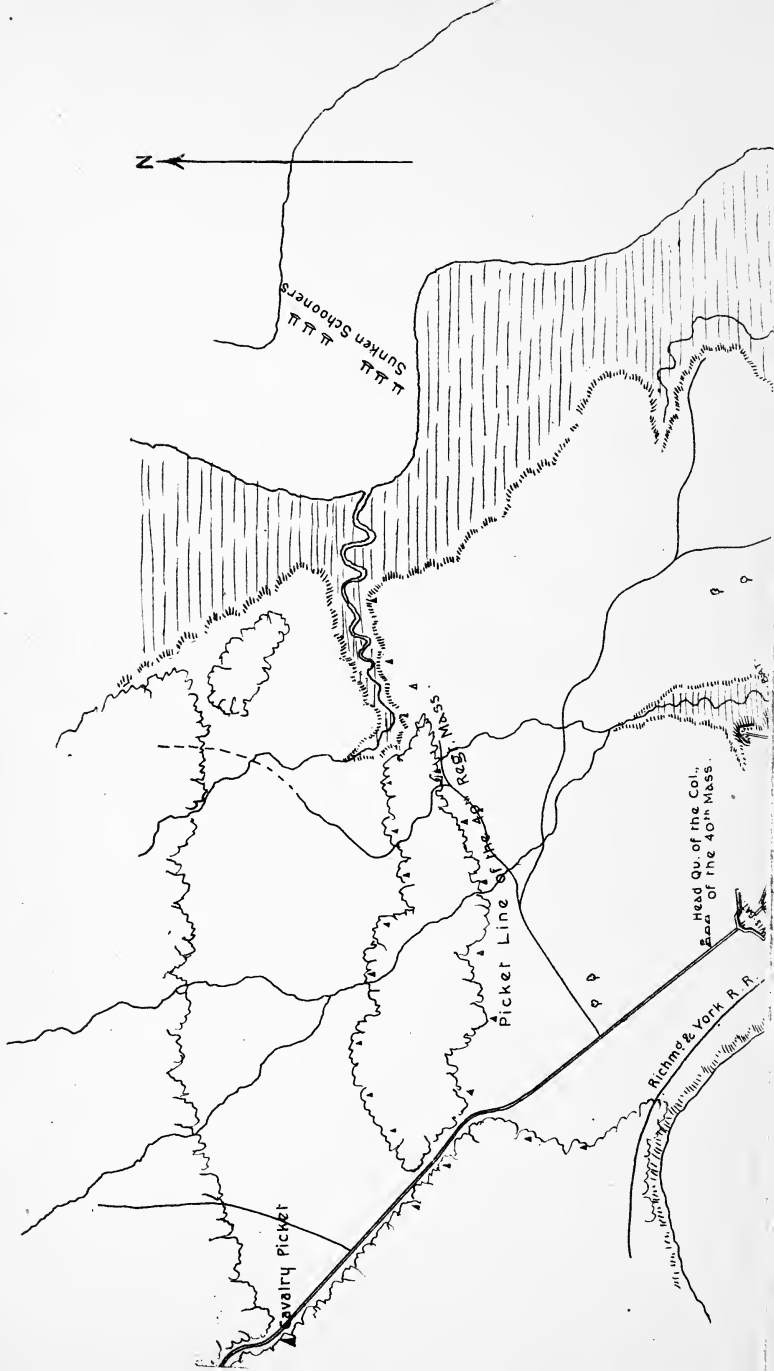 N
Sunken Schooners
Cavalry Picket
Picket Line of the 40th Regt. Mass.
Head Qu. of the Col.,
of the 40th Mass.
Richmd. & York R.R.